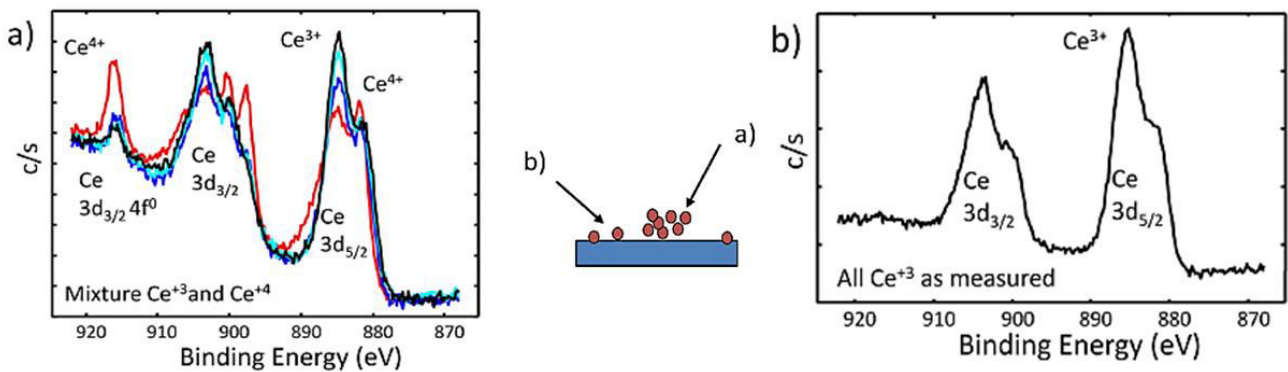 a)
Ce⁴⁺
Ce³⁺
Ce⁴⁺
c/s
Ce
3d₃/₂ 4f⁰
Ce
3d₃/₂
Ce
3d₅/₂
Mixture Ce⁺³and Ce⁺⁴
920 910 900 890 880 870
Binding Energy (eV)
b)
a)
b)
Ce³⁺
c/s
Ce
3d₃/₂
Ce
3d₅/₂
All Ce⁺³ as measured
920 910 900 890 880 870
Binding Energy (eV)